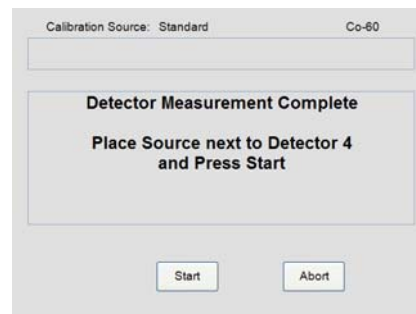 Calibration Source: Standard Co-60
Detector Measurement Complete
Place Source next to Detector 4
and Press Start
Start Abort